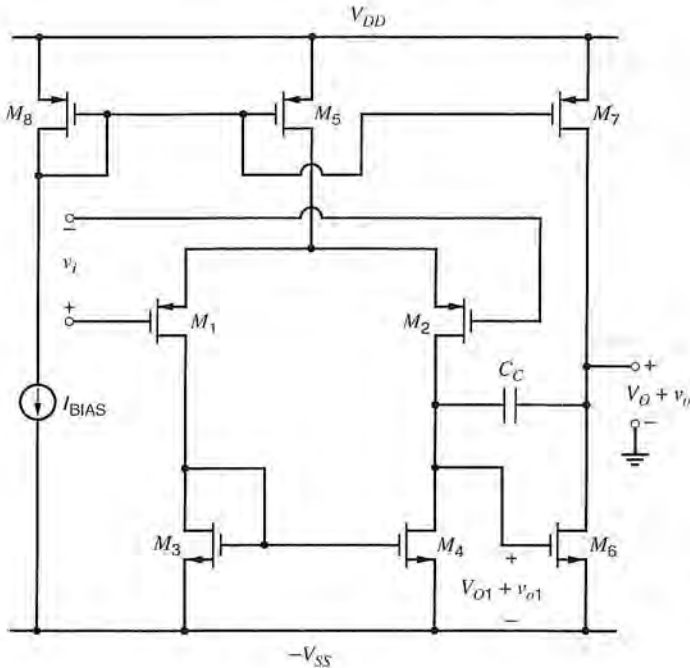 V_DD
M_8
M_5
M_7
−
v_i
+
M_1
M_2
C_C
+
V_O + v_o
−
I_BIAS
M_3
M_4
+
M_6
V_O1 + v_o1
−
−V_SS